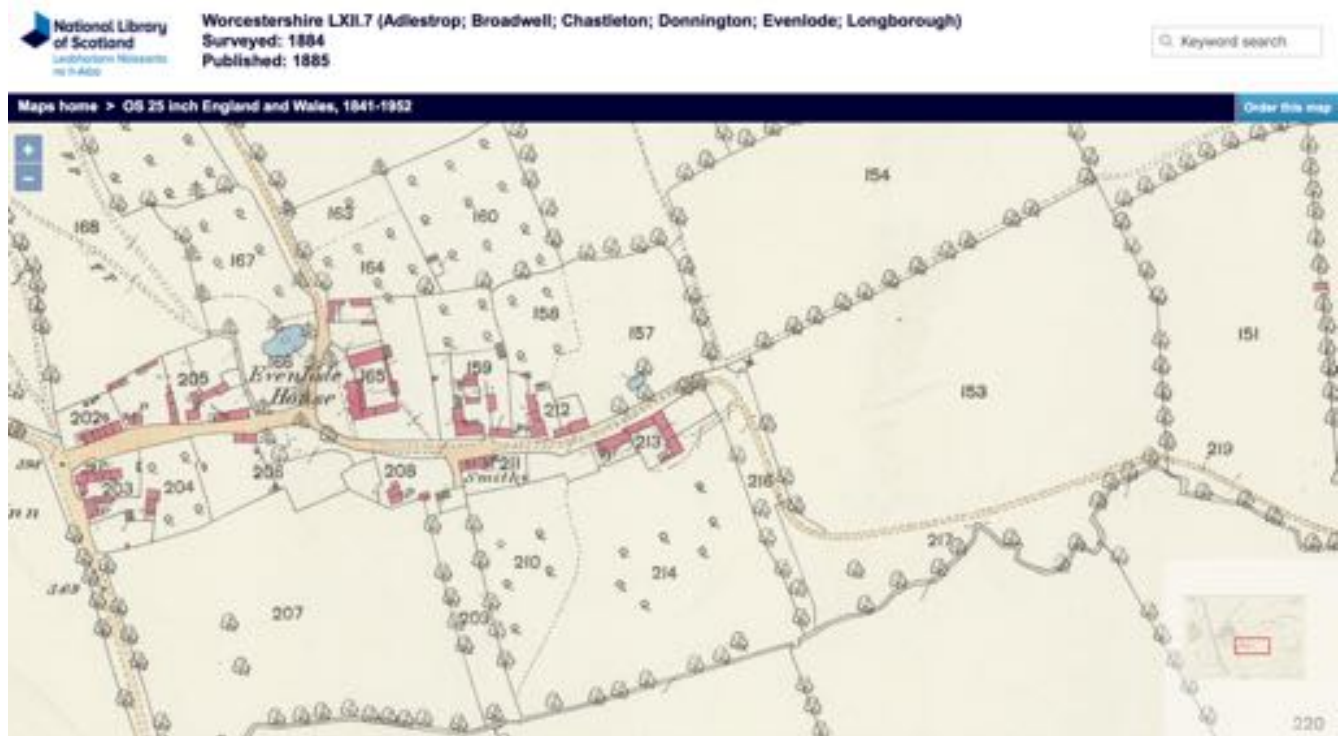 National Library
of Scotland
Worcestershire LXII.7 (Adlestrop; Broadwell; Chastleton; Donnington; Evenlode; Longborough)
Surveyed: 1884
Published: 1885
Keyword search
Maps home > OS 25 inch England and Wales, 1841-1952
Order this map
+
−
168
167
163
160
154
164
158
157
151
166
Evenlode
House
165
159
205
202
212
153
213
219
203
204
206
208
211
Smithy
216
217
210
214
207
209
220